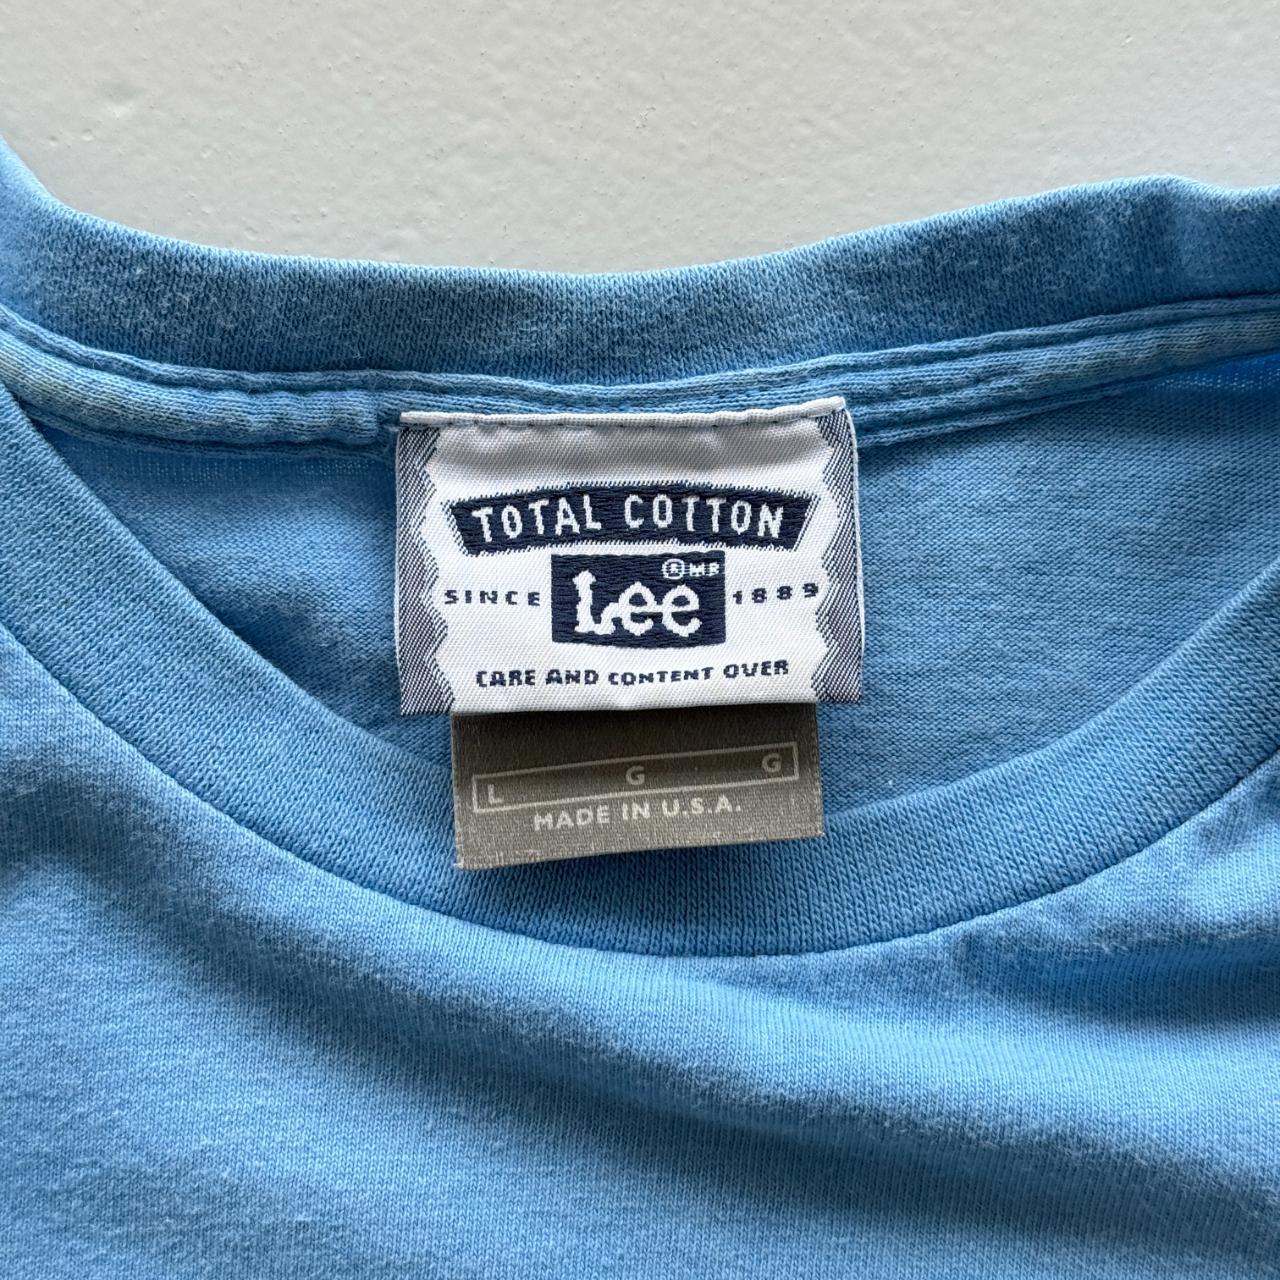 TOTAL COTTON
® MR
SINCE Lee 1889
CARE AND CONTENT OVER
L G G
MADE IN U.S.A.